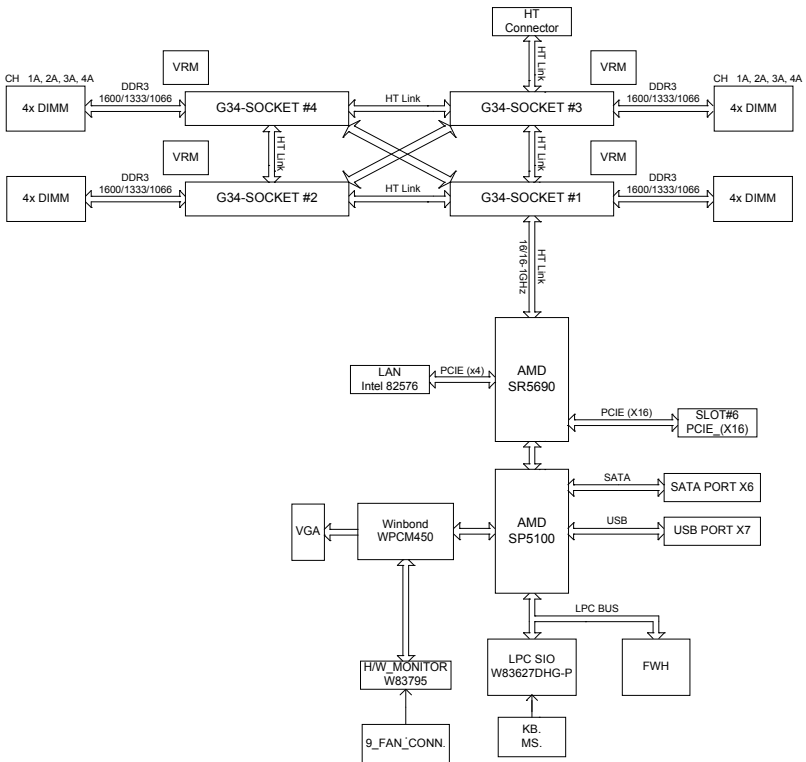 HT
Connector
HT Link
VRM
VRM
CH 1A, 2A, 3A, 4A
CH 1A, 2A, 3A, 4A
4x DIMM
DDR3
1600/1333/1066
G34-SOCKET #4
HT Link
G34-SOCKET #3
DDR3
1600/1333/1066
4x DIMM
HT Link
HT Link
VRM
VRM
4x DIMM
DDR3
1600/1333/1066
G34-SOCKET #2
HT Link
G34-SOCKET #1
DDR3
1600/1333/1066
4x DIMM
16/16-1GHz
HT Link
AMD
SR5690
LAN
Intel 82576
PCIE (x4)
PCIE (X16)
SLOT#6
PCIE_(X16)
AMD
SP5100
SATA
SATA PORT X6
USB
USB PORT X7
VGA
Winbond
WPCM450
LPC BUS
H/W_MONITOR
W83795
LPC SIO
W83627DHG-P
FWH
9_FAN_CONN.
KB.
MS.